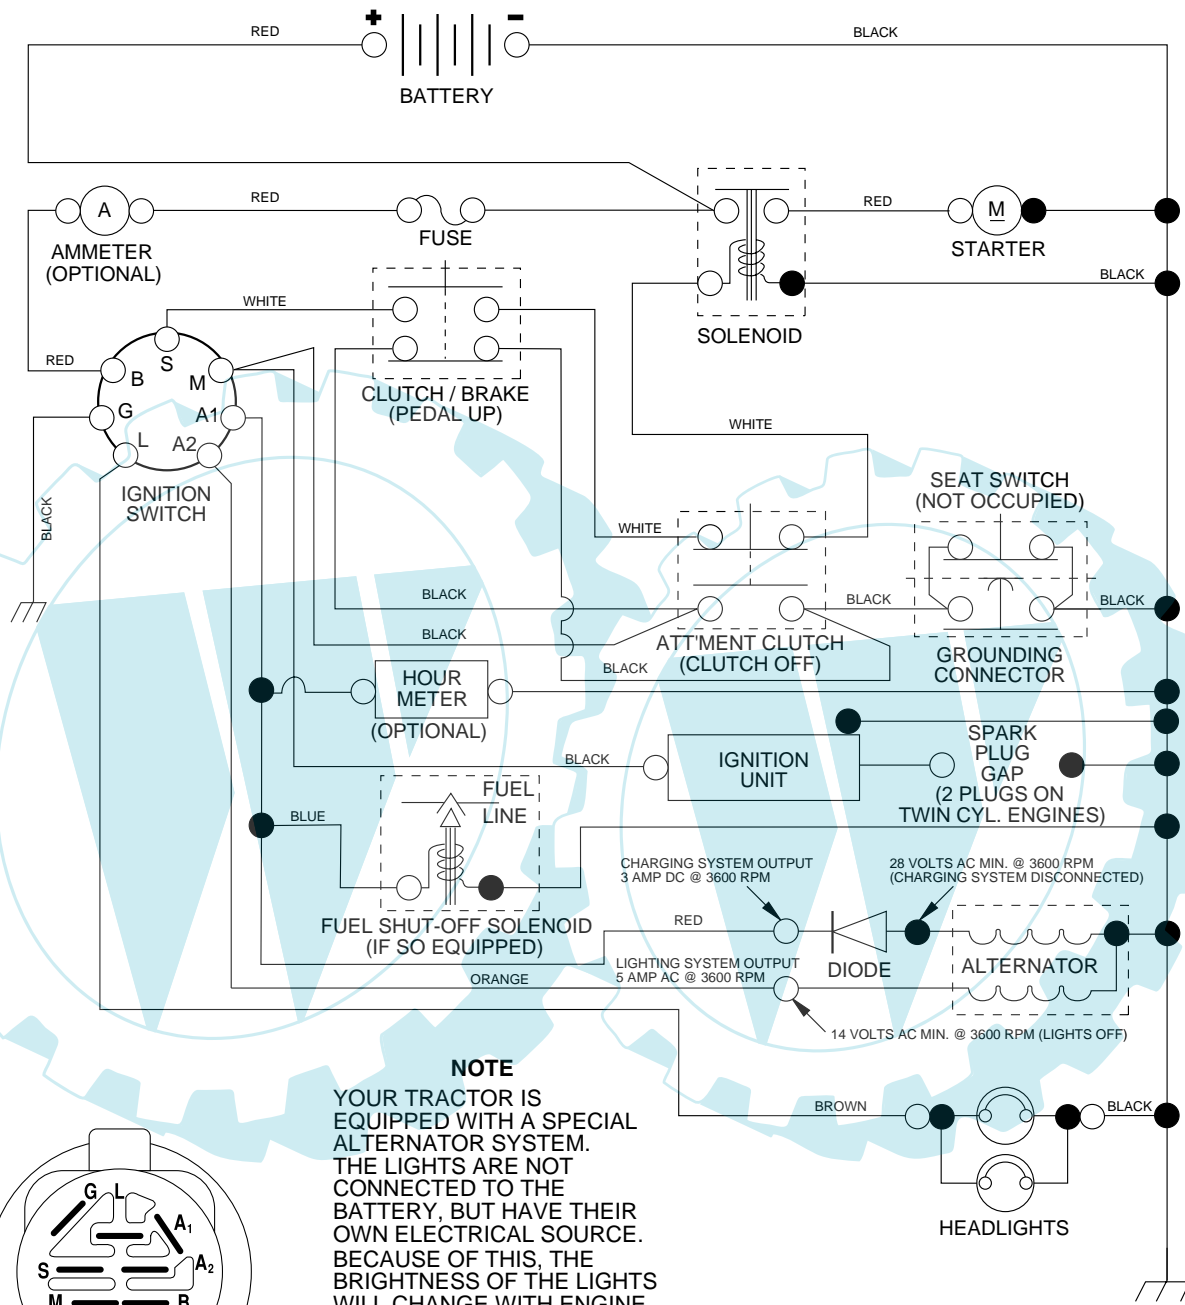 RED
+
-
BLACK
BATTERY
RED
A
AMMETER
(OPTIONAL)
FUSE
RED
M
STARTER
BLACK
SOLENOID
WHITE
RED
S
B
M
G
A1
L
A2
CLUTCH / BRAKE
(PEDAL UP)
IGNITION
SWITCH
BLACK
WHITE
SEAT SWITCH
(NOT OCCUPIED)
WHITE
BLACK
BLACK
BLACK
BLACK
ATT'MENT CLUTCH
(CLUTCH OFF)
BLACK
GROUNDING
CONNECTOR
HOUR
METER
(OPTIONAL)
BLACK
IGNITION
UNIT
SPARK
PLUG
GAP
(2 PLUGS ON
TWIN CYL. ENGINES)
FUEL
LINE
BLUE
FUEL SHUT-OFF SOLENOID
(IF SO EQUIPPED)
CHARGING SYSTEM OUTPUT
3 AMP DC @ 3600 RPM
28 VOLTS AC MIN. @ 3600 RPM
(CHARGING SYSTEM DISCONNECTED)
RED
DIODE
ALTERNATOR
LIGHTING SYSTEM OUTPUT
5 AMP AC @ 3600 RPM
ORANGE
14 VOLTS AC MIN. @ 3600 RPM (LIGHTS OFF)
NOTE
YOUR TRACTOR IS
EQUIPPED WITH A SPECIAL
ALTERNATOR SYSTEM.
THE LIGHTS ARE NOT
CONNECTED TO THE
BATTERY, BUT HAVE THEIR
OWN ELECTRICAL SOURCE.
BECAUSE OF THIS, THE
BRIGHTNESS OF THE LIGHTS
WILL CHANGE WITH ENGINE
BROWN
BLACK
HEADLIGHTS
G
L
A1
A2
S
M
B